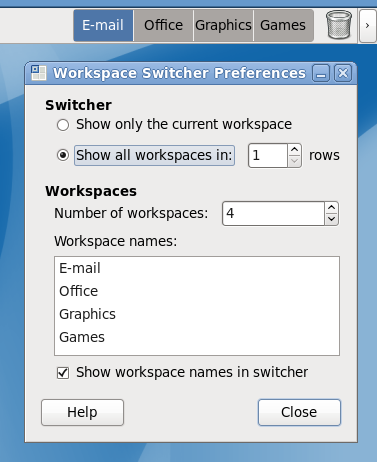 E-mail Office Graphics Games
Workspace Switcher Preferences
Switcher
Show only the current workspace
Show all workspaces in: 1 rows
Workspaces
Number of workspaces: 4
Workspace names:
E-mail
Office
Graphics
Games
Show workspace names in switcher
Help Close